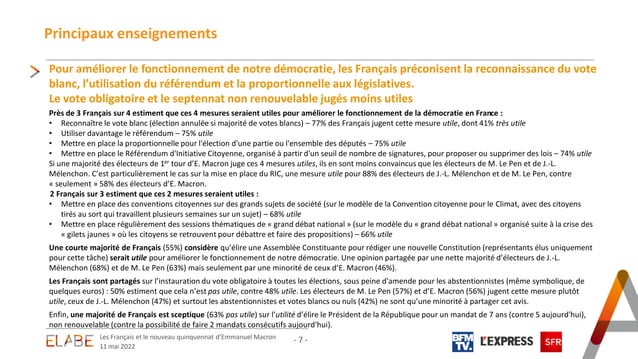 Principaux enseignements
Pour améliorer le fonctionnement de notre démocratie, les Français préconisent la reconnaissance du vote
blanc, l'utilisation du référendum et la proportionnelle aux législatives.
Le vote obligatoire et le septennat non renouvelable jugés moins utiles
Près de 3 Français sur 4 estiment que ces 4 mesures seraient utiles pour améliorer le fonctionnement de la démocratie en France :
• Reconnaître le vote blanc (élection annulée si majorité de votes blancs) – 77% des Français jugent cette mesure utile, dont 41% très utile
• Utiliser davantage le référendum – 75% utile
• Mettre en place la proportionnelle pour l'élection d'une partie ou l'ensemble des députés – 75% utile
• Mettre en place le Référendum d'Initiative Citoyenne, organisé à partir d'un seuil de nombre de signatures, pour proposer ou supprimer des lois – 74% utile
Si une majorité des électeurs de 1er tour d'E. Macron juge ces 4 mesures utiles, ils en sont moins convaincus que les électeurs de M. Le Pen et de J.-L.
Mélenchon. C'est particulièrement le cas sur la mise en place du RIC, une mesure utile pour 88% des électeurs de J.-L. Mélenchon et de M. Le Pen, contre
« seulement » 58% des électeurs d'E. Macron.
2 Français sur 3 estiment que ces 2 mesures seraient utiles :
• Mettre en place des conventions citoyennes sur des grands sujets de société (sur le modèle de la Convention citoyenne pour le Climat, avec des citoyens
tirés au sort qui travaillent plusieurs semaines sur un sujet) – 68% utile
• Mettre en place régulièrement des sessions thématiques de « grand débat national » (sur le modèle du « grand débat national » organisé suite à la crise des
« gilets jaunes » où les citoyens se retrouvent pour débattre et faire des propositions) – 66% utile
Une courte majorité de Français (55%) considère qu'élire une Assemblée Constituante pour rédiger une nouvelle Constitution (représentants élus uniquement
pour cette tâche) serait utile pour améliorer le fonctionnement de notre démocratie. Une opinion partagée par une nette majorité d'électeurs de J.-L.
Mélenchon (68%) et de M. Le Pen (63%) mais seulement par une minorité de ceux d'E. Macron (46%).
Les Français sont partagés sur l'instauration du vote obligatoire à toutes les élections, sous peine d'amende pour les abstentionnistes (même symbolique, de
quelques euros) : 50% estiment que cela n'est pas utile, contre 48% utile. Les électeurs de M. Le Pen (57%) et d'E. Macron (56%) jugent cette mesure plutôt
utile, ceux de J.-L. Mélenchon (47%) et surtout les abstentionnistes et votes blancs ou nuls (42%) ne sont qu'une minorité à partager cet avis.
Enfin, une majorité de Français est sceptique (63% pas utile) sur l'utilité d'élire le Président de la République pour un mandat de 7 ans (contre 5 aujourd'hui),
non renouvelable (contre la possibilité de faire 2 mandats consécutifs aujourd'hui).
ELABE
Les Français et le nouveau quinquennat d'Emmanuel Macron
11 mai 2022
- 7 -
BFM
TV.
L'EXPRESS
SFR